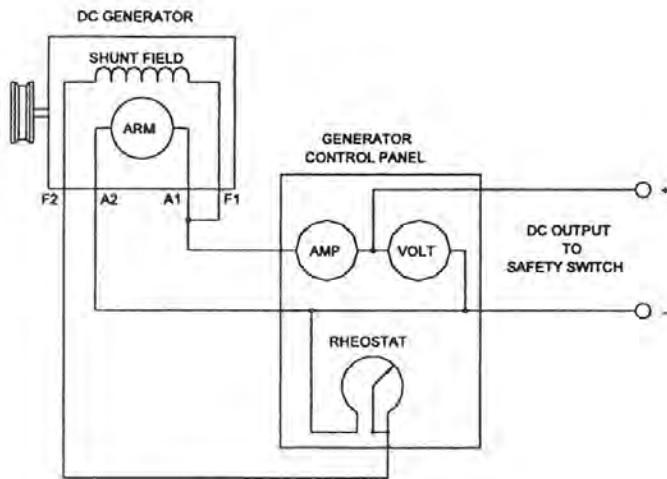 DC GENERATOR
SHUNT FIELD
ARM
F2 A2 A1 F1
GENERATOR
CONTROL PANEL
AMP VOLT
+
DC OUTPUT
TO
SAFETY SWITCH
-
RHEOSTAT